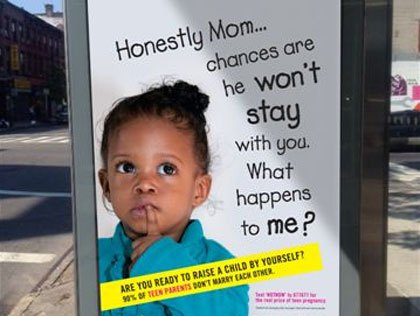 Honestly Mom...
chances are
he won't
stay
with you.
What
happens
to me?
ARE YOU READY TO RAISE A CHILD BY YOURSELF?
90% OF TEEN PARENTS DON'T MARRY EACH OTHER.
Text 'NOTNOW' to 877877 for
the real price of teen pregnancy